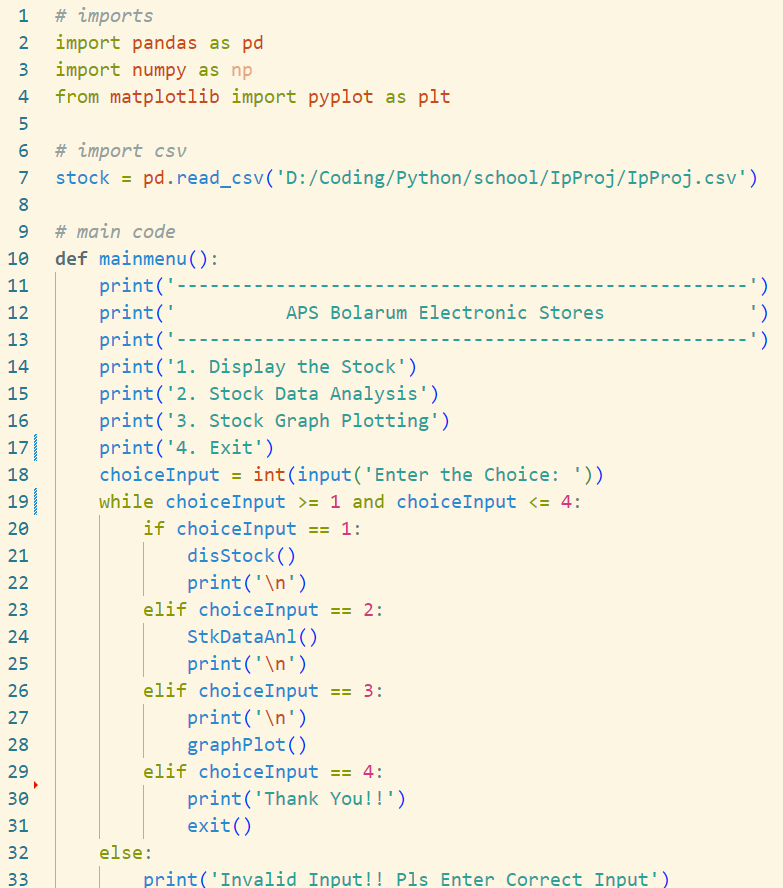 1 # imports
2 import pandas as pd
3 import numpy as np
4 from matplotlib import pyplot as plt
5
6 # import csv
7 stock = pd.read_csv('D:/Coding/Python/school/IpProj/IpProj.csv')
8
9 # main code
10 def mainmenu():
11     print('----------------------------------------------------')
12     print('          APS Bolarum Electronic Stores             ')
13     print('----------------------------------------------------')
14     print('1. Display the Stock')
15     print('2. Stock Data Analysis')
16     print('3. Stock Graph Plotting')
17     print('4. Exit')
18     choiceInput = int(input('Enter the Choice: '))
19     while choiceInput >= 1 and choiceInput <= 4:
20         if choiceInput == 1:
21             disStock()
22             print('\n')
23         elif choiceInput == 2:
24             StkDataAnl()
25             print('\n')
26         elif choiceInput == 3:
27             print('\n')
28             graphPlot()
29         elif choiceInput == 4:
30             print('Thank You!!')
31             exit()
32     else:
33         print('Invalid Input!! Pls Enter Correct Input')